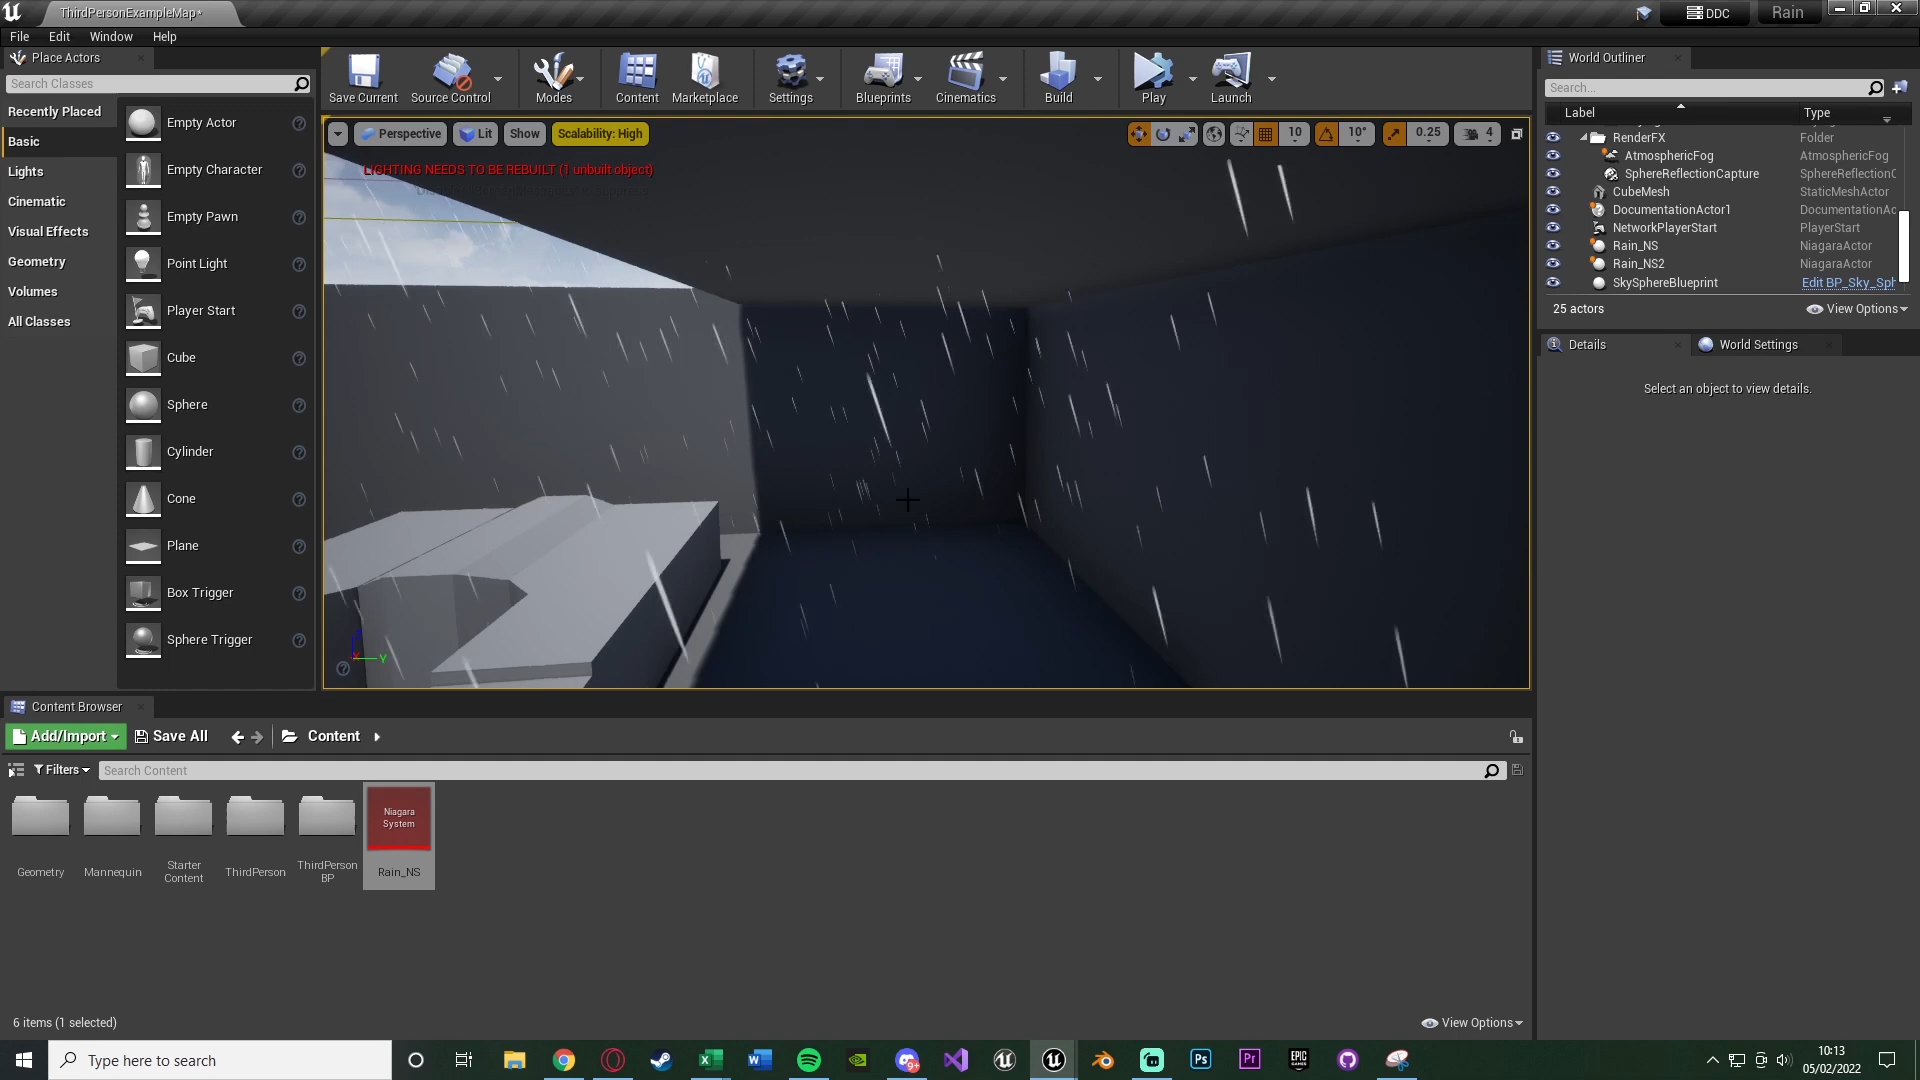 ThirdPersonExampleMap*
DDC
Rain
File
Edit
Window
Help
Place Actors
Search Classes
Recently Placed
Basic
Lights
Cinematic
Visual Effects
Geometry
Volumes
All Classes
Empty Actor
Empty Character
Empty Pawn
Point Light
Player Start
Cube
Sphere
Cylinder
Cone
Plane
Box Trigger
Sphere Trigger
Save Current
Source Control
Modes
Content
Marketplace
Settings
Blueprints
Cinematics
Build
Play
Launch
Perspective
Lit
Show
Scalability: High
10
10°
0.25
4
LIGHTING NEEDS TO BE REBUILT (1 unbuilt object)
X
Y
World Outliner
Search...
Label
Type
RenderFX
Folder
AtmosphericFog
AtmosphericFog
SphereReflectionCapture
SphereReflectionC
CubeMesh
StaticMeshActor
DocumentationActor1
DocumentationAc
NetworkPlayerStart
PlayerStart
Rain_NS
NiagaraActor
Rain_NS2
NiagaraActor
SkySphereBlueprint
Edit BP_Sky_Sph
25 actors
View Options
Details
World Settings
Select an object to view details.
Content Browser
Add/Import
Save All
Content
Filters
Search Content
Niagara
System
Geometry
Mannequin
Starter
Content
ThirdPerson
ThirdPerson
BP
Rain_NS
6 items (1 selected)
View Options
Type here to search
9+
Ps
Pr
EPIC
GAMES
10:13
05/02/2022